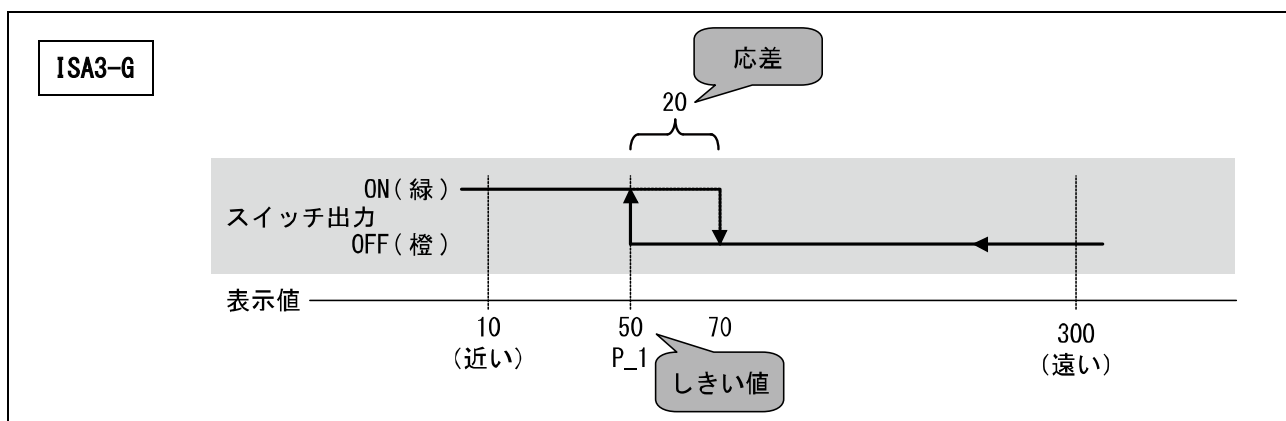 ISA3-G
応差
20
ON(緑)
スイッチ出力
OFF(橙)
表示値
10 50 70 300
(近い) P_1 (遠い)
しきい値